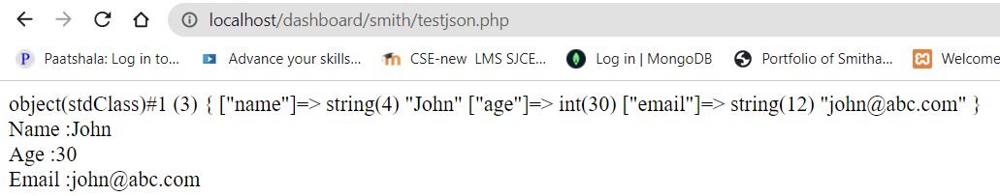 localhost/dashboard/smith/testjson.php
P Paatshala: Log in to... Advance your skills... CSE-new LMS SJCE... Log in | MongoDB Portfolio of Smitha... Welcome
object(stdClass)#1 (3) { ["name"]=> string(4) "John" ["age"]=> int(30) ["email"]=> string(12) "john@abc.com" }
Name :John
Age :30
Email :john@abc.com